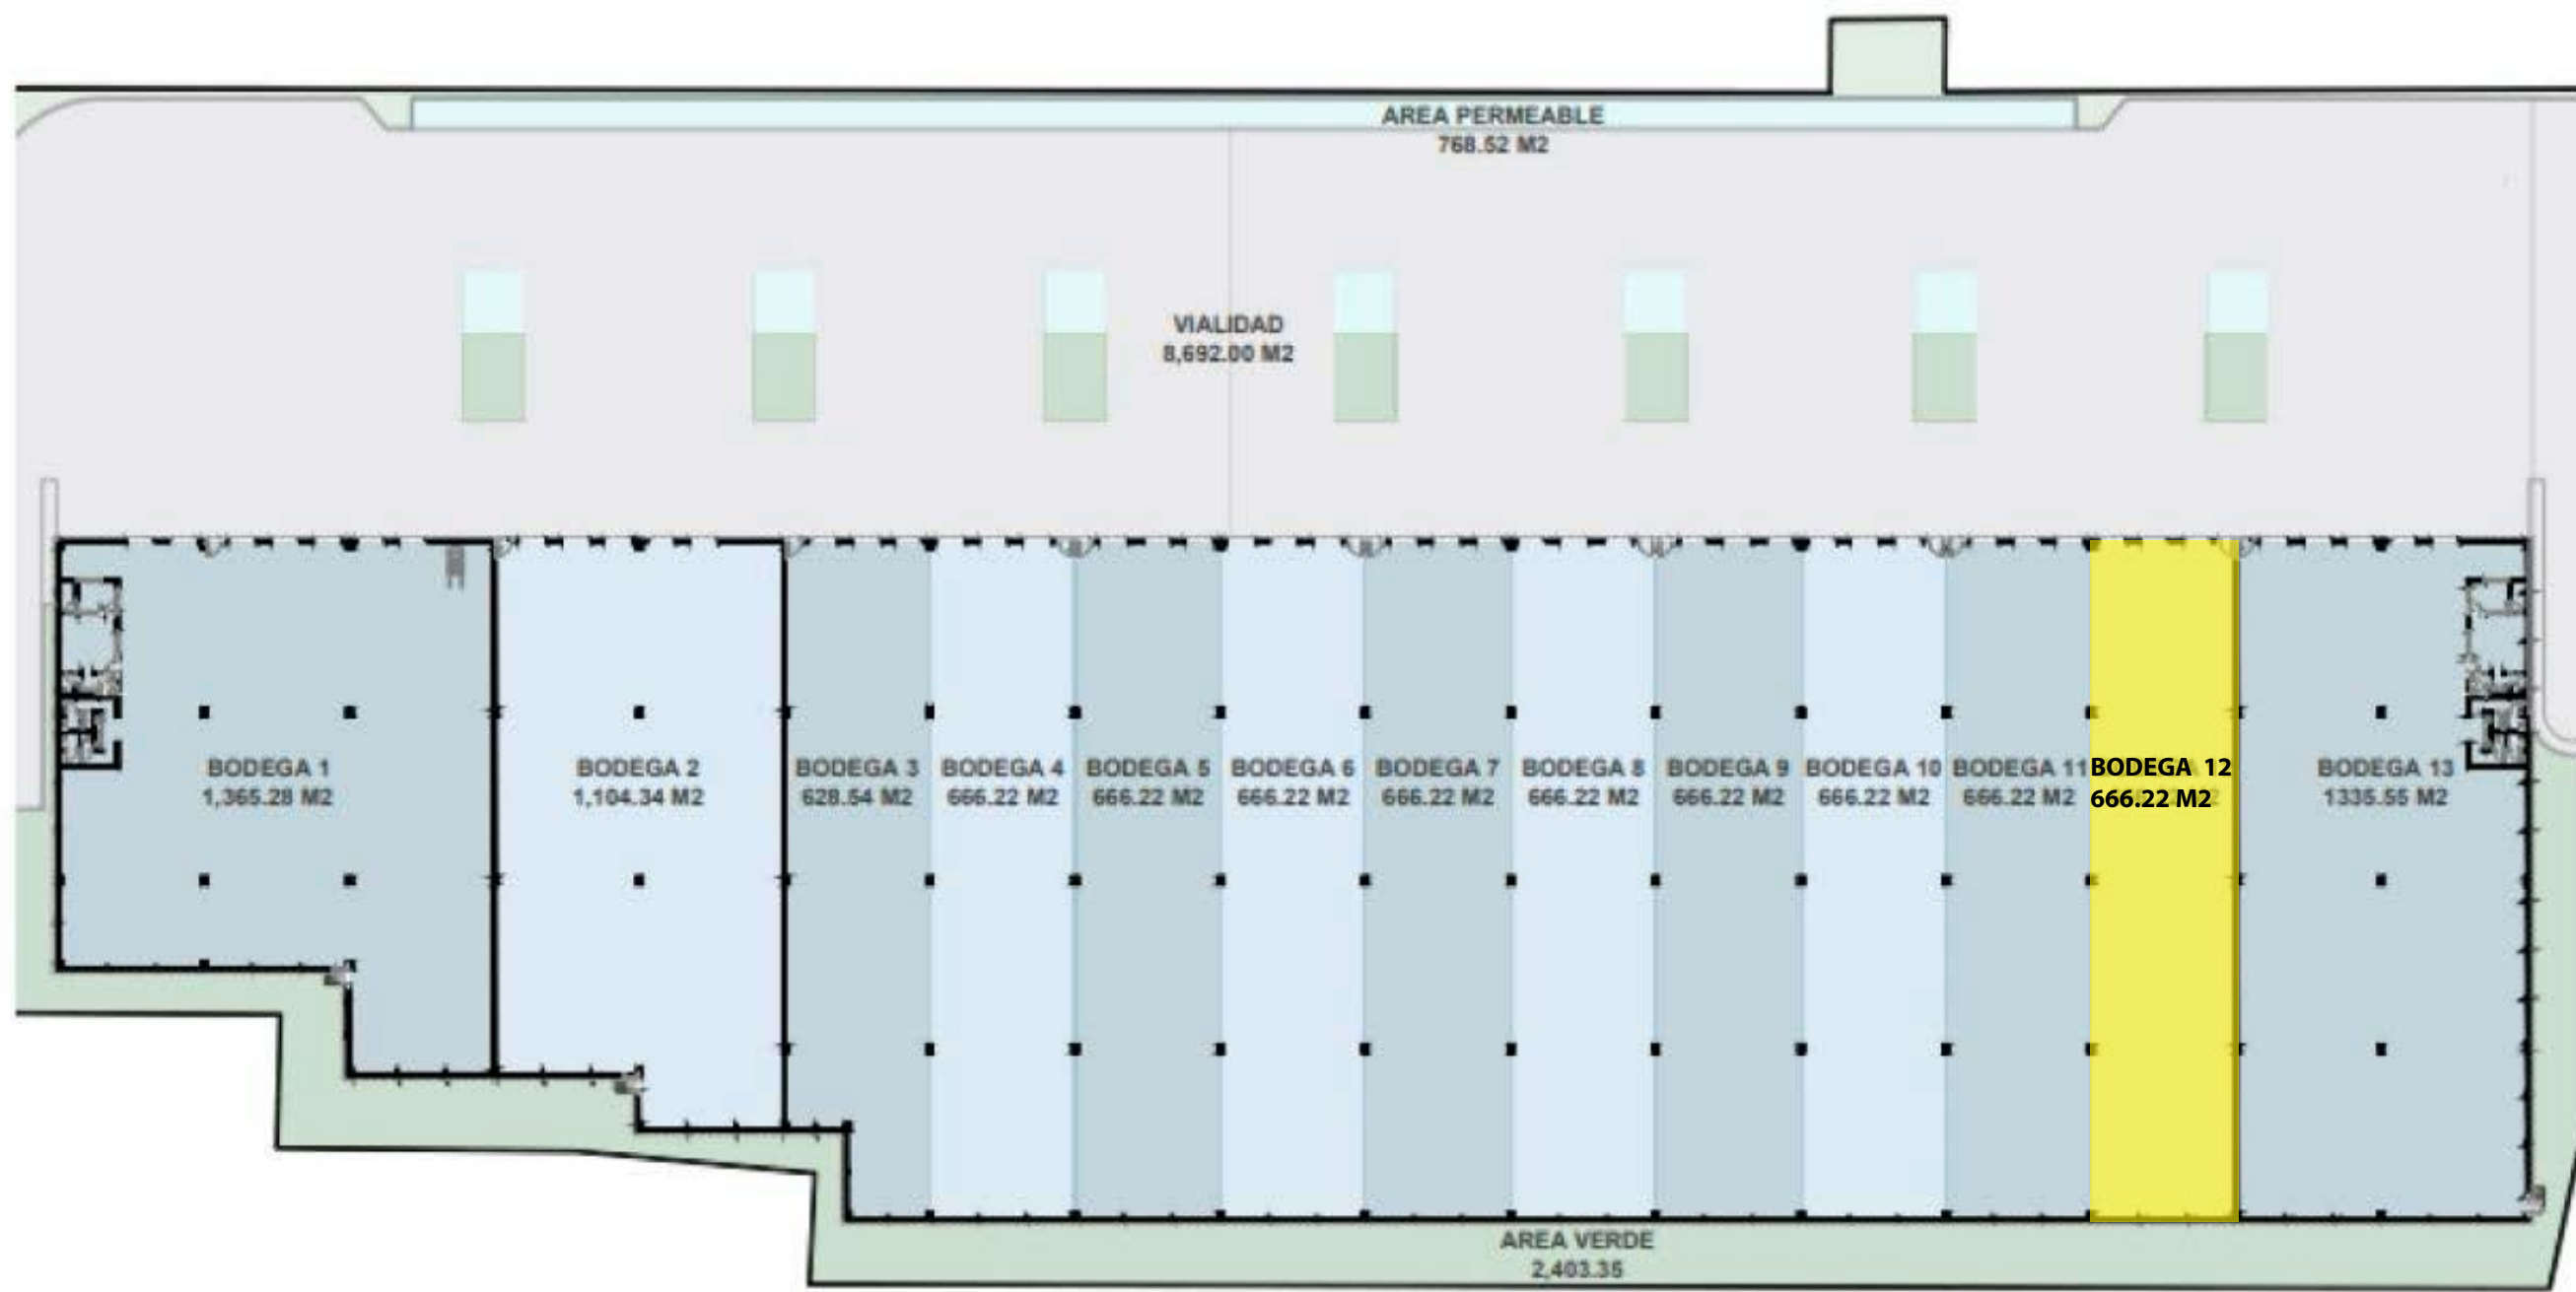 AREA PERMEABLE
768.52 M2
VIALIDAD
8,692.00 M2
BODEGA 1
1,365.28 M2
BODEGA 2
1,104.34 M2
BODEGA 3
628.54 M2
BODEGA 4
666.22 M2
BODEGA 5
666.22 M2
BODEGA 6
666.22 M2
BODEGA 7
666.22 M2
BODEGA 8
666.22 M2
BODEGA 9
666.22 M2
BODEGA 10
666.22 M2
BODEGA 11
666.22 M2
BODEGA 12
666.22 M2
BODEGA 13
1335.55 M2
AREA VERDE
2,403.35